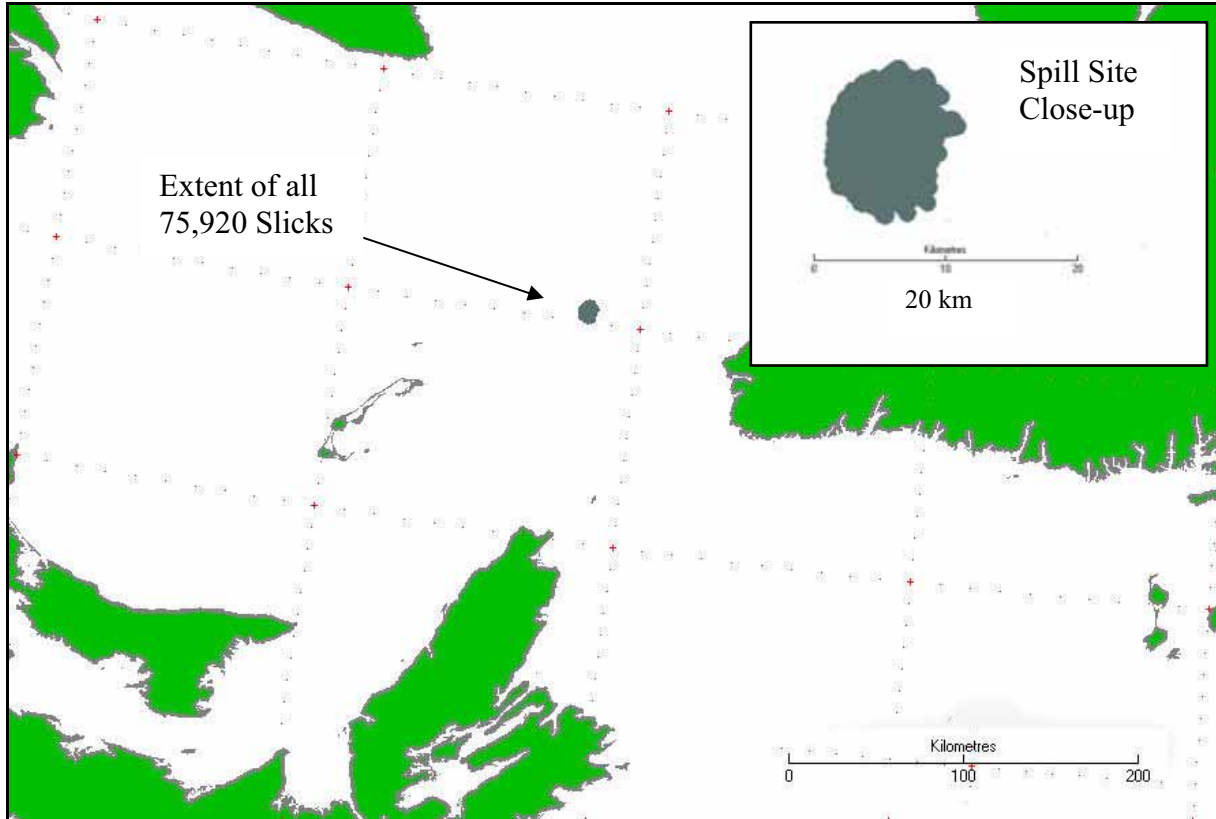 Spill Site
Close-up
Extent of all
75,920 Slicks
Kilometres
0 10 20
20 km
Kilometres
0 100 200